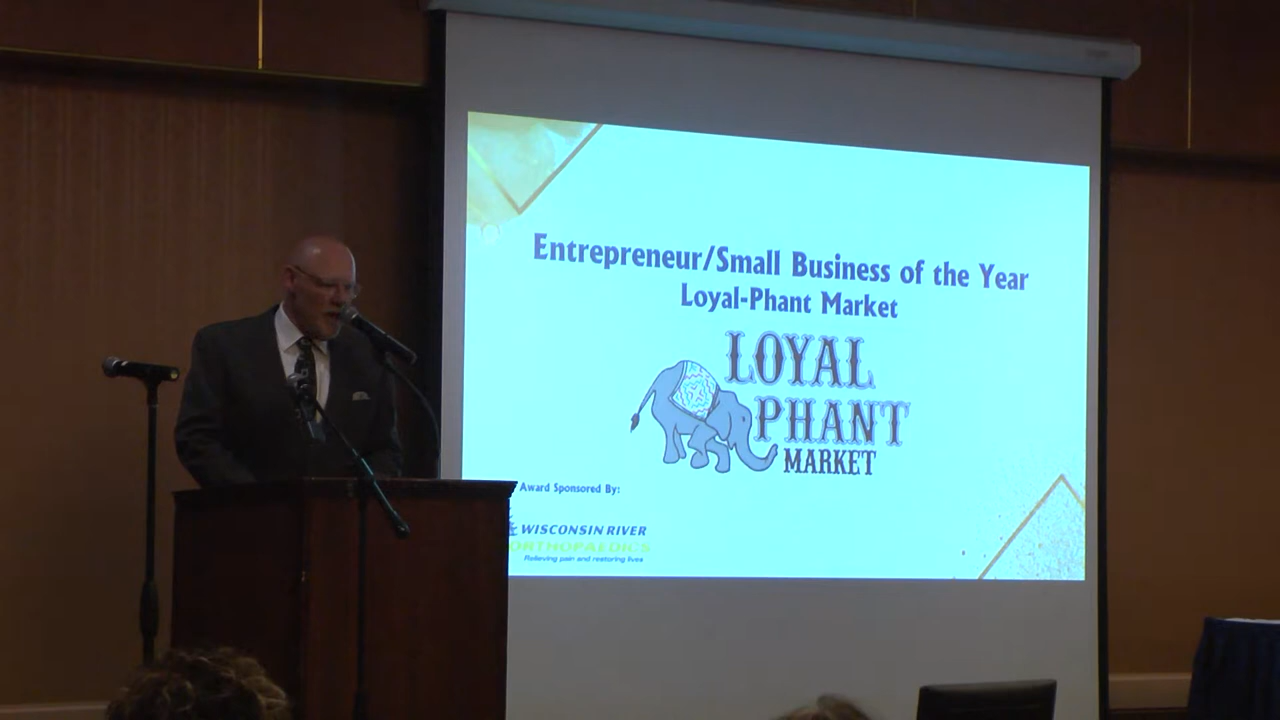 Entrepreneur/Small Business of the Year
Loyal-Phant Market
LOYAL
PHANT
MARKET
Award Sponsored By:
WISCONSIN RIVER
ORTHOPAEDICS
Relieving pain and restoring lives